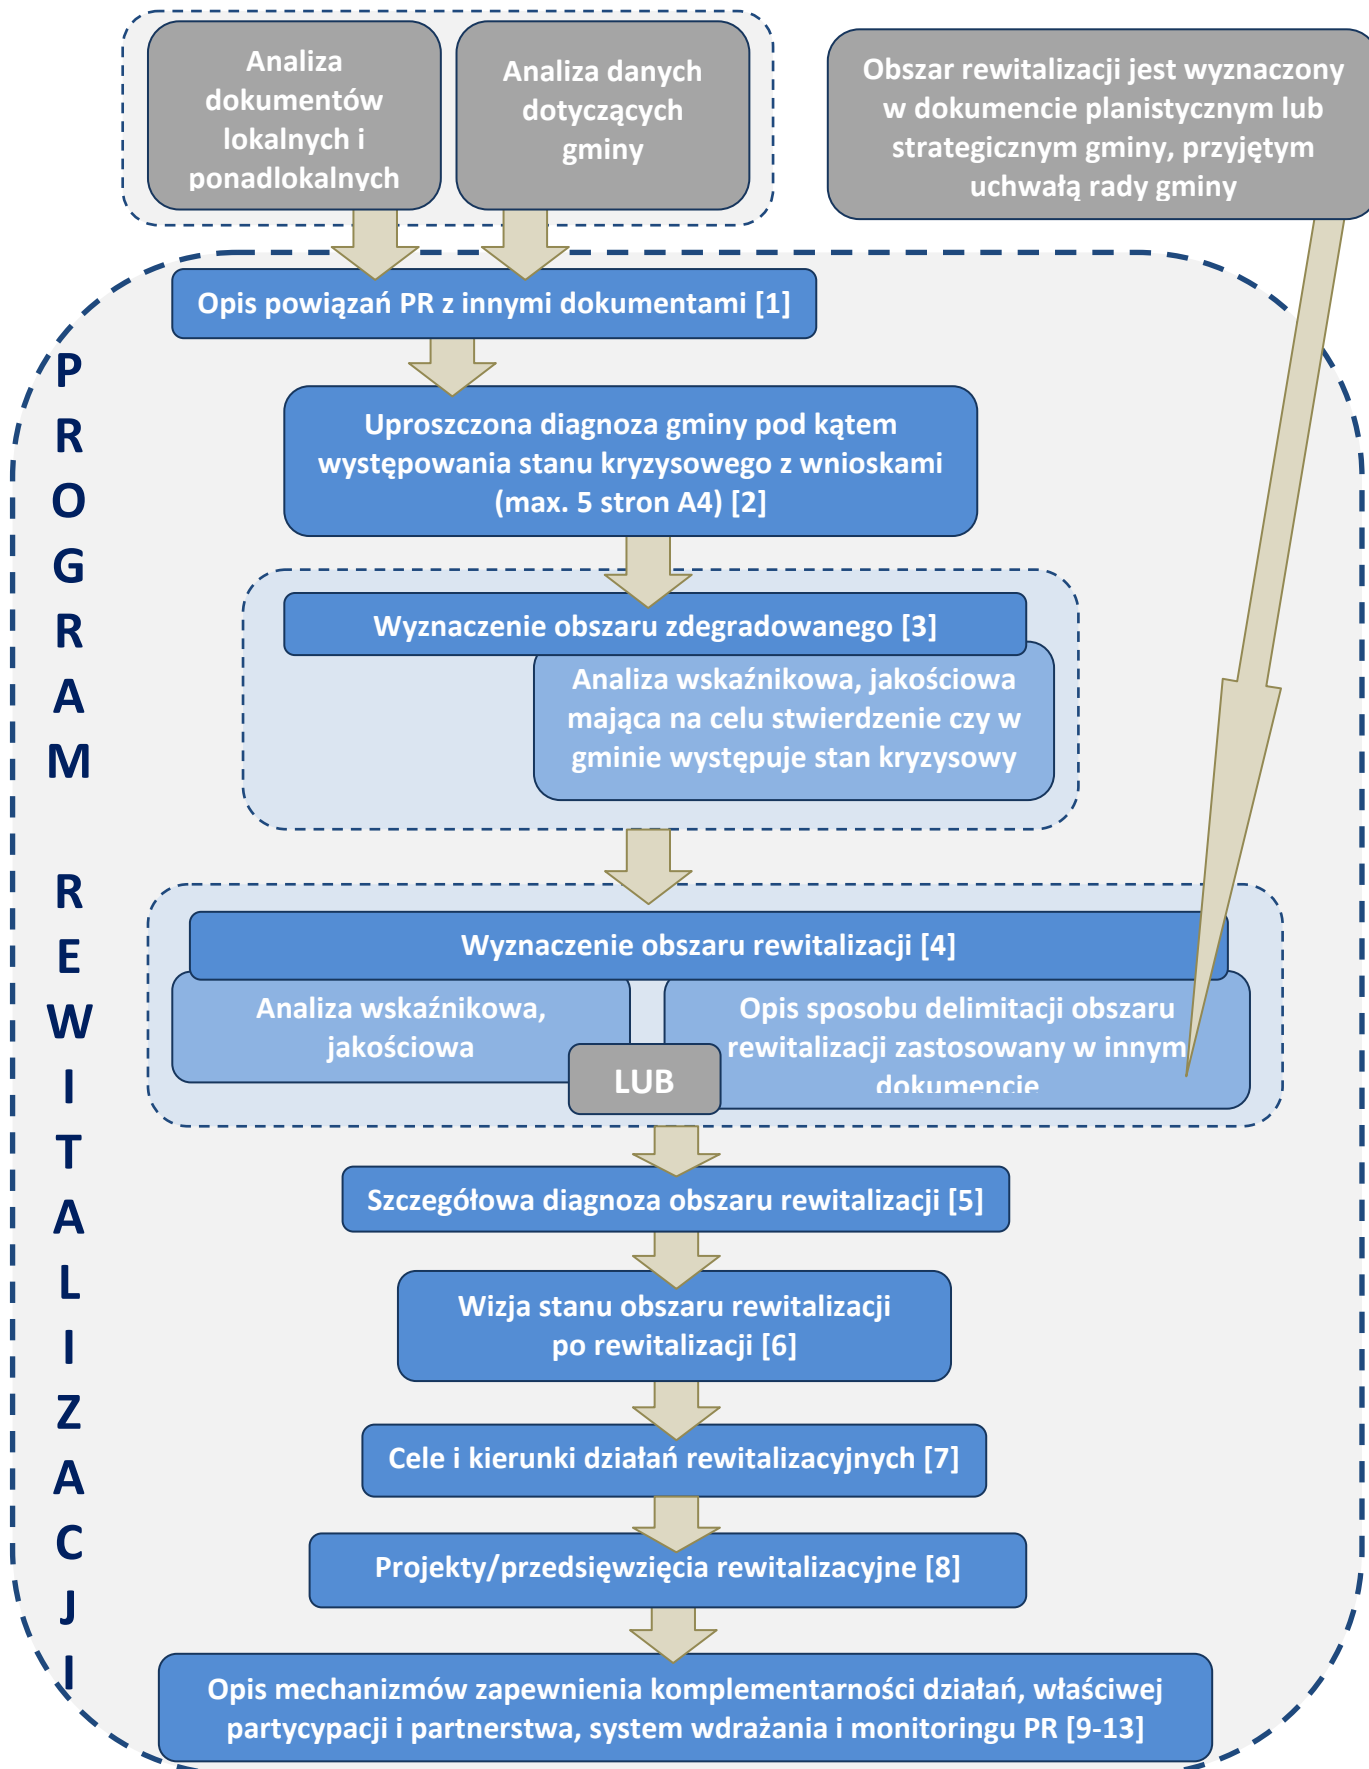 Analiza
dokumentów
lokalnych i
ponadlokalnych
Analiza danych
dotyczących
gminy
Obszar rewitalizacji jest wyznaczony
w dokumencie planistycznym lub
strategicznym gminy, przyjętym
uchwałą rady gminy
Opis powiązań PR z innymi dokumentami [1]
Uproszczona diagnoza gminy pod kątem
występowania stanu kryzysowego z wnioskami
(max. 5 stron A4) [2]
Wyznaczenie obszaru zdegradowanego [3]
Analiza wskaźnikowa, jakościowa
mająca na celu stwierdzenie czy w
gminie występuje stan kryzysowy
Wyznaczenie obszaru rewitalizacji [4]
Analiza wskaźnikowa,
jakościowa
LUB
Opis sposobu delimitacji obszaru
rewitalizacji zastosowany w innym
dokumencie
Szczegółowa diagnoza obszaru rewitalizacji [5]
Wizja stanu obszaru rewitalizacji
po rewitalizacji [6]
Cele i kierunki działań rewitalizacyjnych [7]
Projekty/przedsięwzięcia rewitalizacyjne [8]
Opis mechanizmów zapewnienia komplementarności działań, właściwej
partycypacji i partnerstwa, system wdrażania i monitoringu PR [9-13]
P
R
O
G
R
A
M
R
E
W
I
T
A
L
I
Z
A
C
J
I